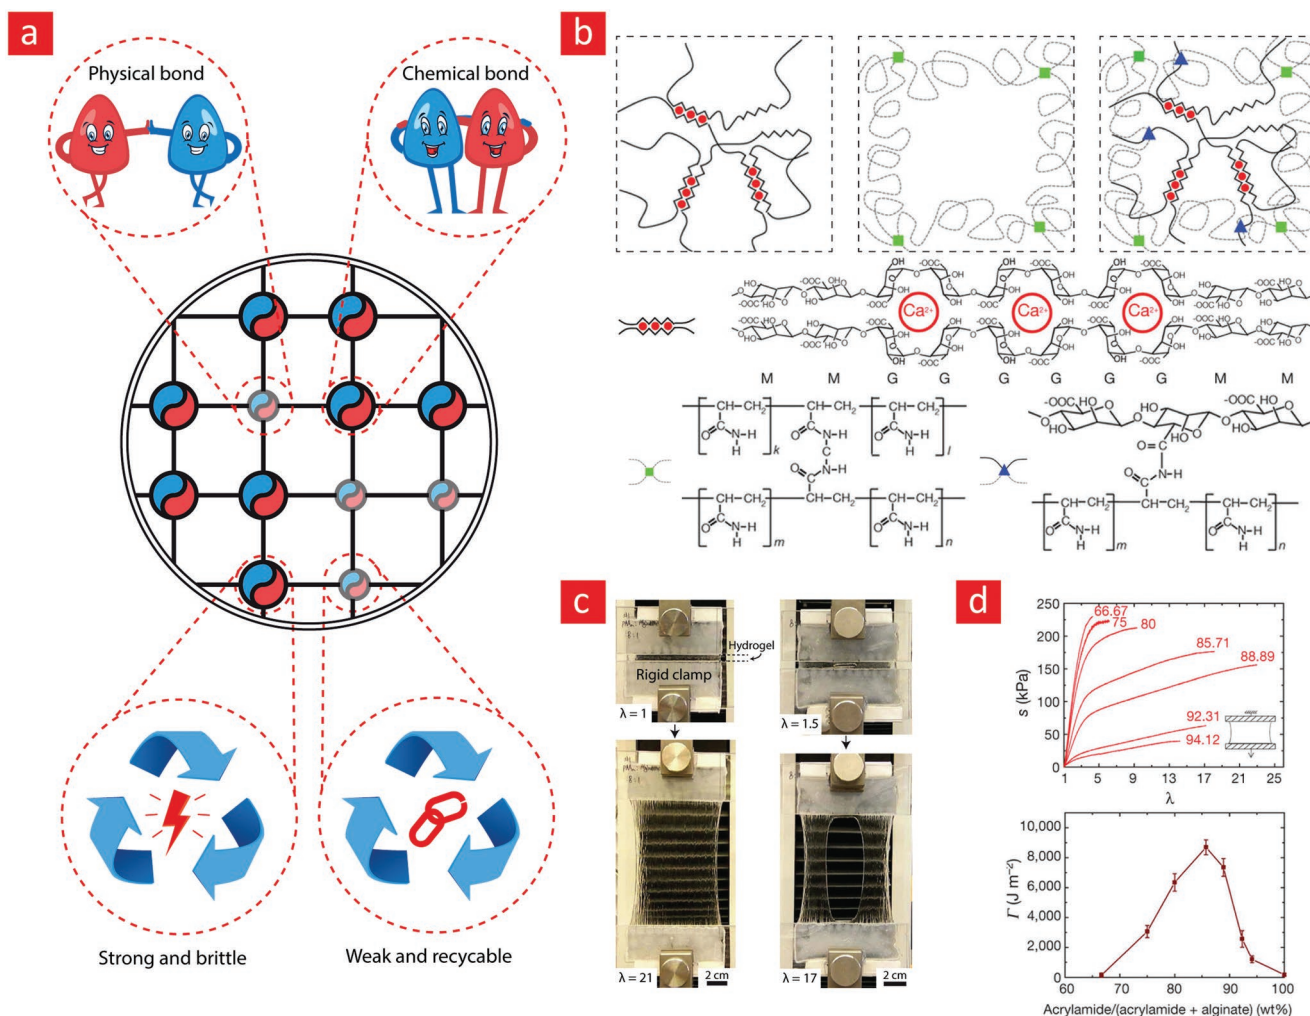 a
Physical bond
Chemical bond
Strong and brittle
Weak and recycable
b
Ca²⁺ Ca²⁺ Ca²⁺
M M G G G G G G M M
k
l
m
n
m
n
c
Hydrogel
Rigid clamp
λ = 1
λ = 1.5
λ = 21
2 cm
λ = 17
2 cm
d
250
200
150
100
50
0
s (kPa)
66.67
75
80
85.71
88.89
92.31
94.12
1 5 9 13 17 21 25
λ
10,000
8,000
6,000
4,000
2,000
0
Γ (J m⁻²)
60 70 80 90 100
Acrylamide/(acrylamide + alginate) (wt%)